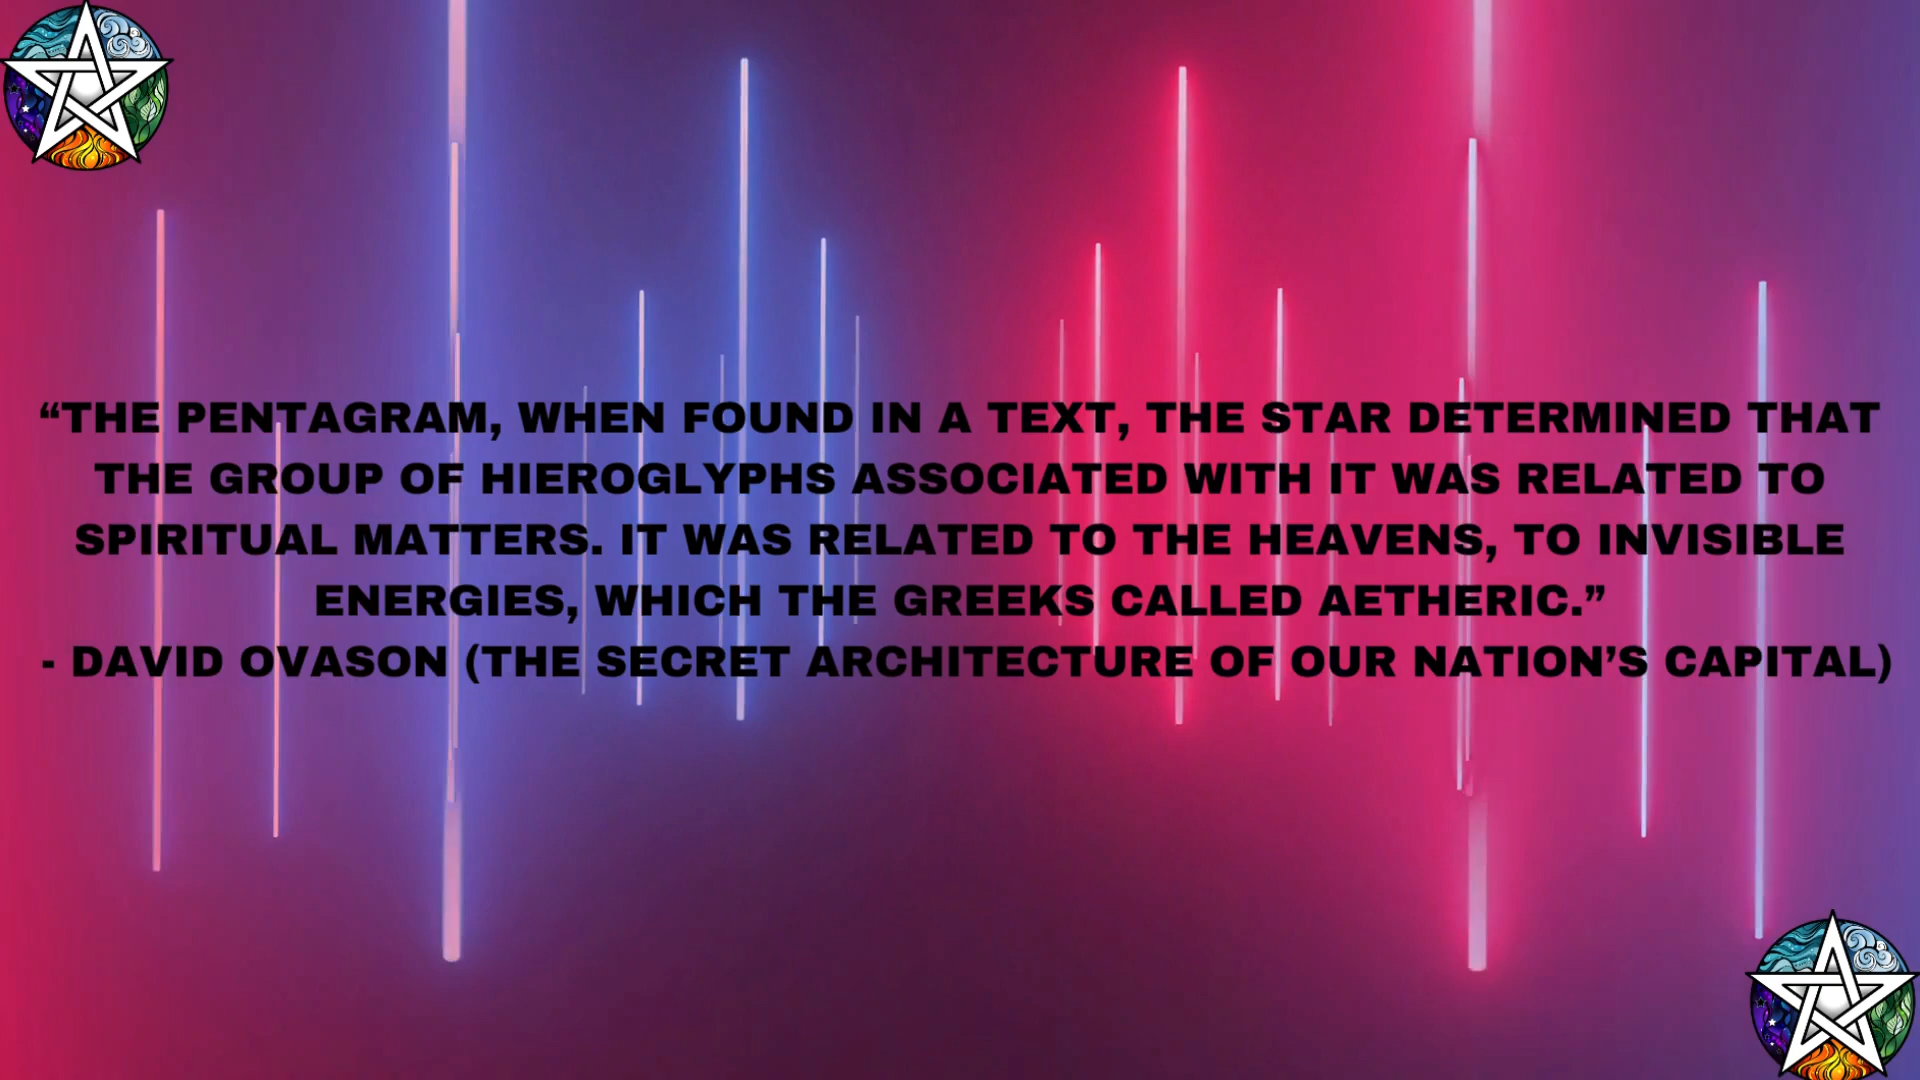 “THE PENTAGRAM, WHEN FOUND IN A TEXT, THE STAR DETERMINED THAT
THE GROUP OF HIEROGLYPHS ASSOCIATED WITH IT WAS RELATED TO
SPIRITUAL MATTERS. IT WAS RELATED TO THE HEAVENS, TO INVISIBLE
ENERGIES, WHICH THE GREEKS CALLED AETHERIC.”
- DAVID OVASON (THE SECRET ARCHITECTURE OF OUR NATION’S CAPITAL)